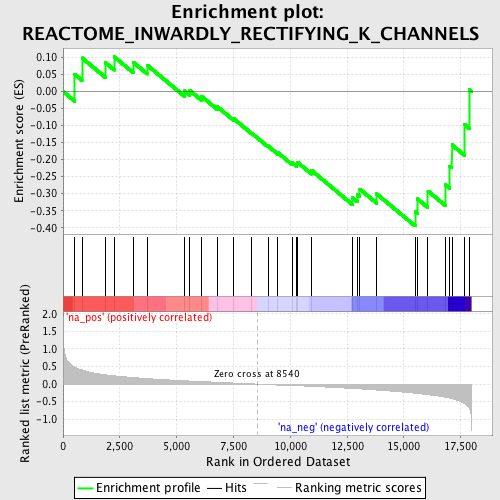 Enrichment plot:
REACTOME_INWARDLY_RECTIFYING_K_CHANNELS
Enrichment score (ES)
0.10
0.05
0.00
-0.05
-0.10
-0.15
-0.20
-0.25
-0.30
-0.35
-0.40
'na_pos' (positively correlated)
Ranked list metric (PreRanked)
2.0
1.5
1.0
0.5
0.0
-0.5
-1.0
Zero cross at 8540
'na_neg' (negatively correlated)
0
2,500
5,000
7,500
10,000
12,500
15,000
17,500
Rank in Ordered Dataset
Enrichment profile
Hits
Ranking metric scores